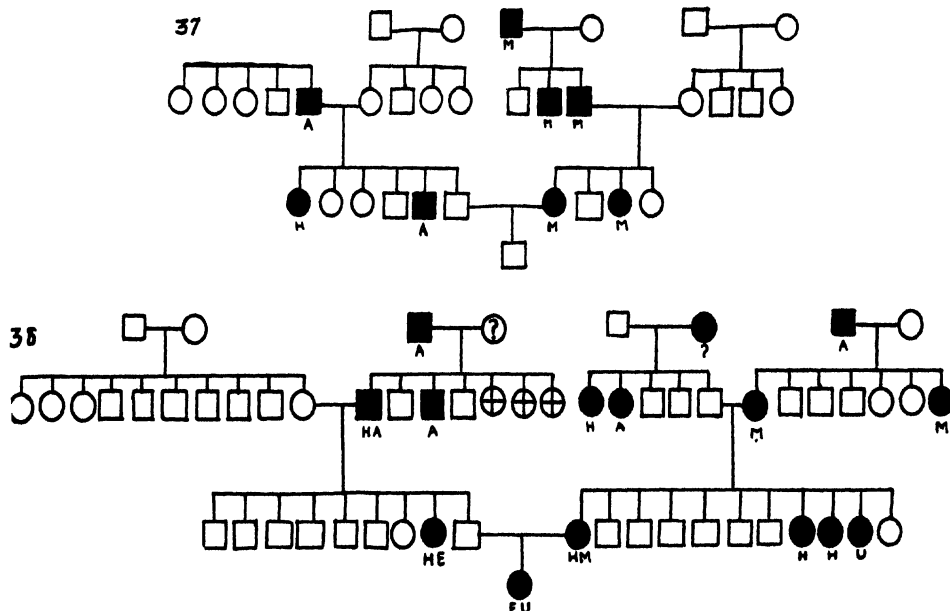 37
M
A M M
H A M M
38 ?
A ? A
HA A H A M M
HE HM H H U
EU